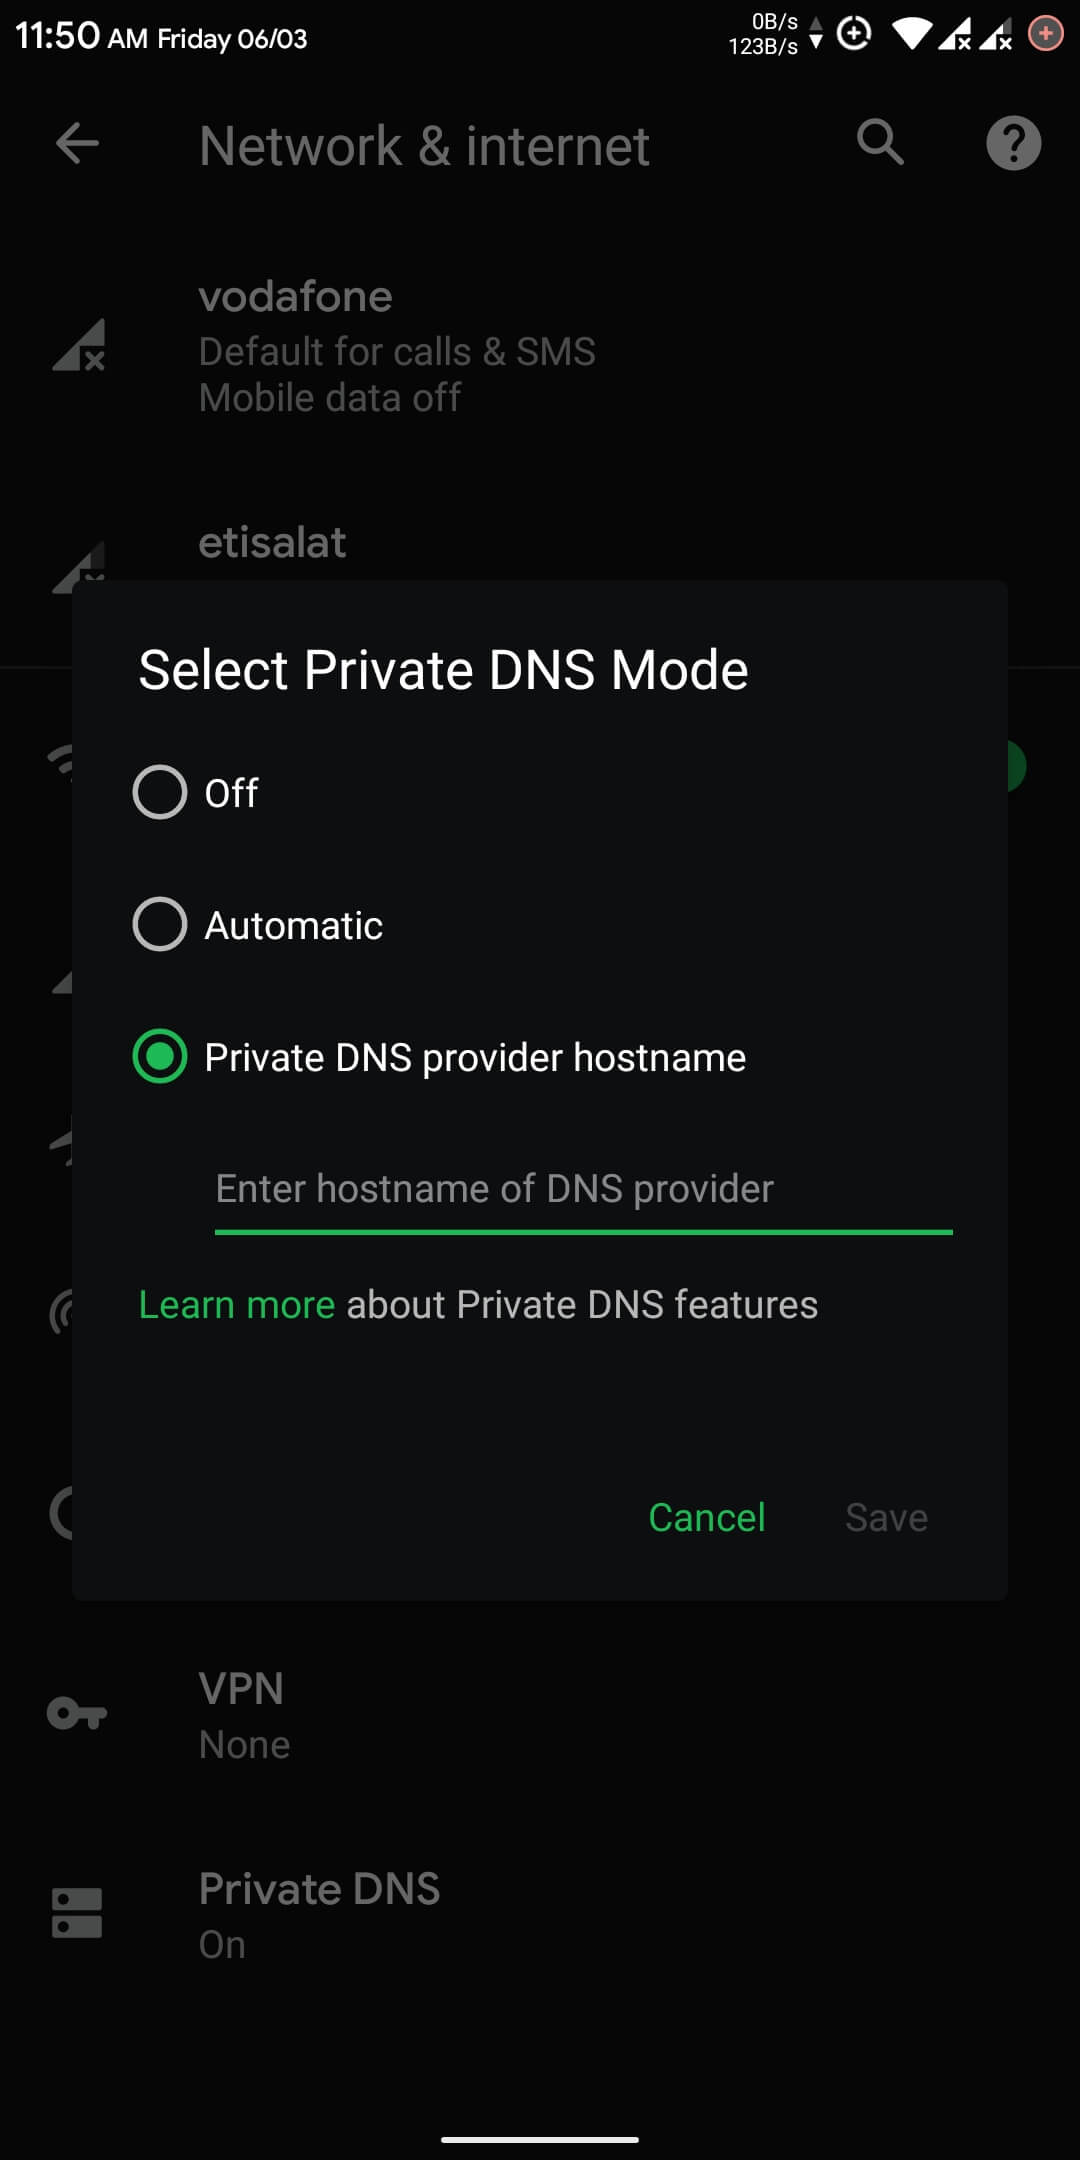 11:50 AM Friday 06/03
0B/s
123B/s
Network & internet
vodafone
Default for calls & SMS
Mobile data off
etisalat
Select Private DNS Mode
Off
Automatic
Private DNS provider hostname
Enter hostname of DNS provider
Learn more about Private DNS features
Cancel Save
VPN
None
Private DNS
On